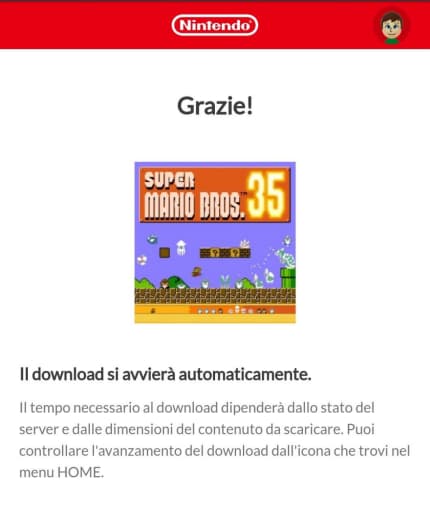 Nintendo
Grazie!
SUPER
MARIO BROS.™ 35
Il download si avvierà automaticamente.
Il tempo necessario al download dipenderà dallo stato del
server e dalle dimensioni del contenuto da scaricare. Puoi
controllare l'avanzamento del download dall'icona che trovi nel
menu HOME.